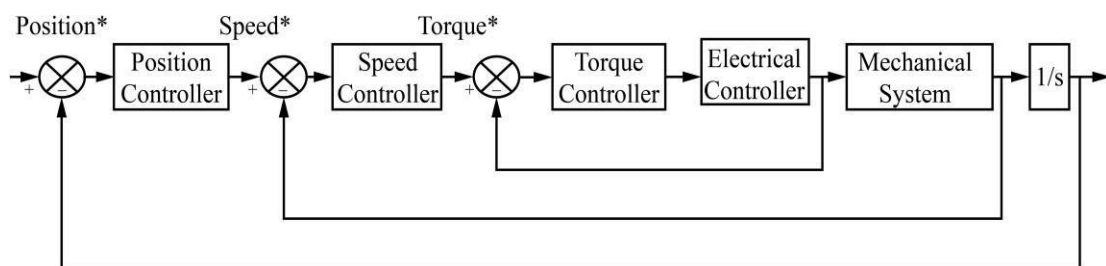 Position*
Speed*
Torque*
Position
Controller
Speed
Controller
Torque
Controller
Electrical
Controller
Mechanical
System
1/s
+
−
+
−
+
−